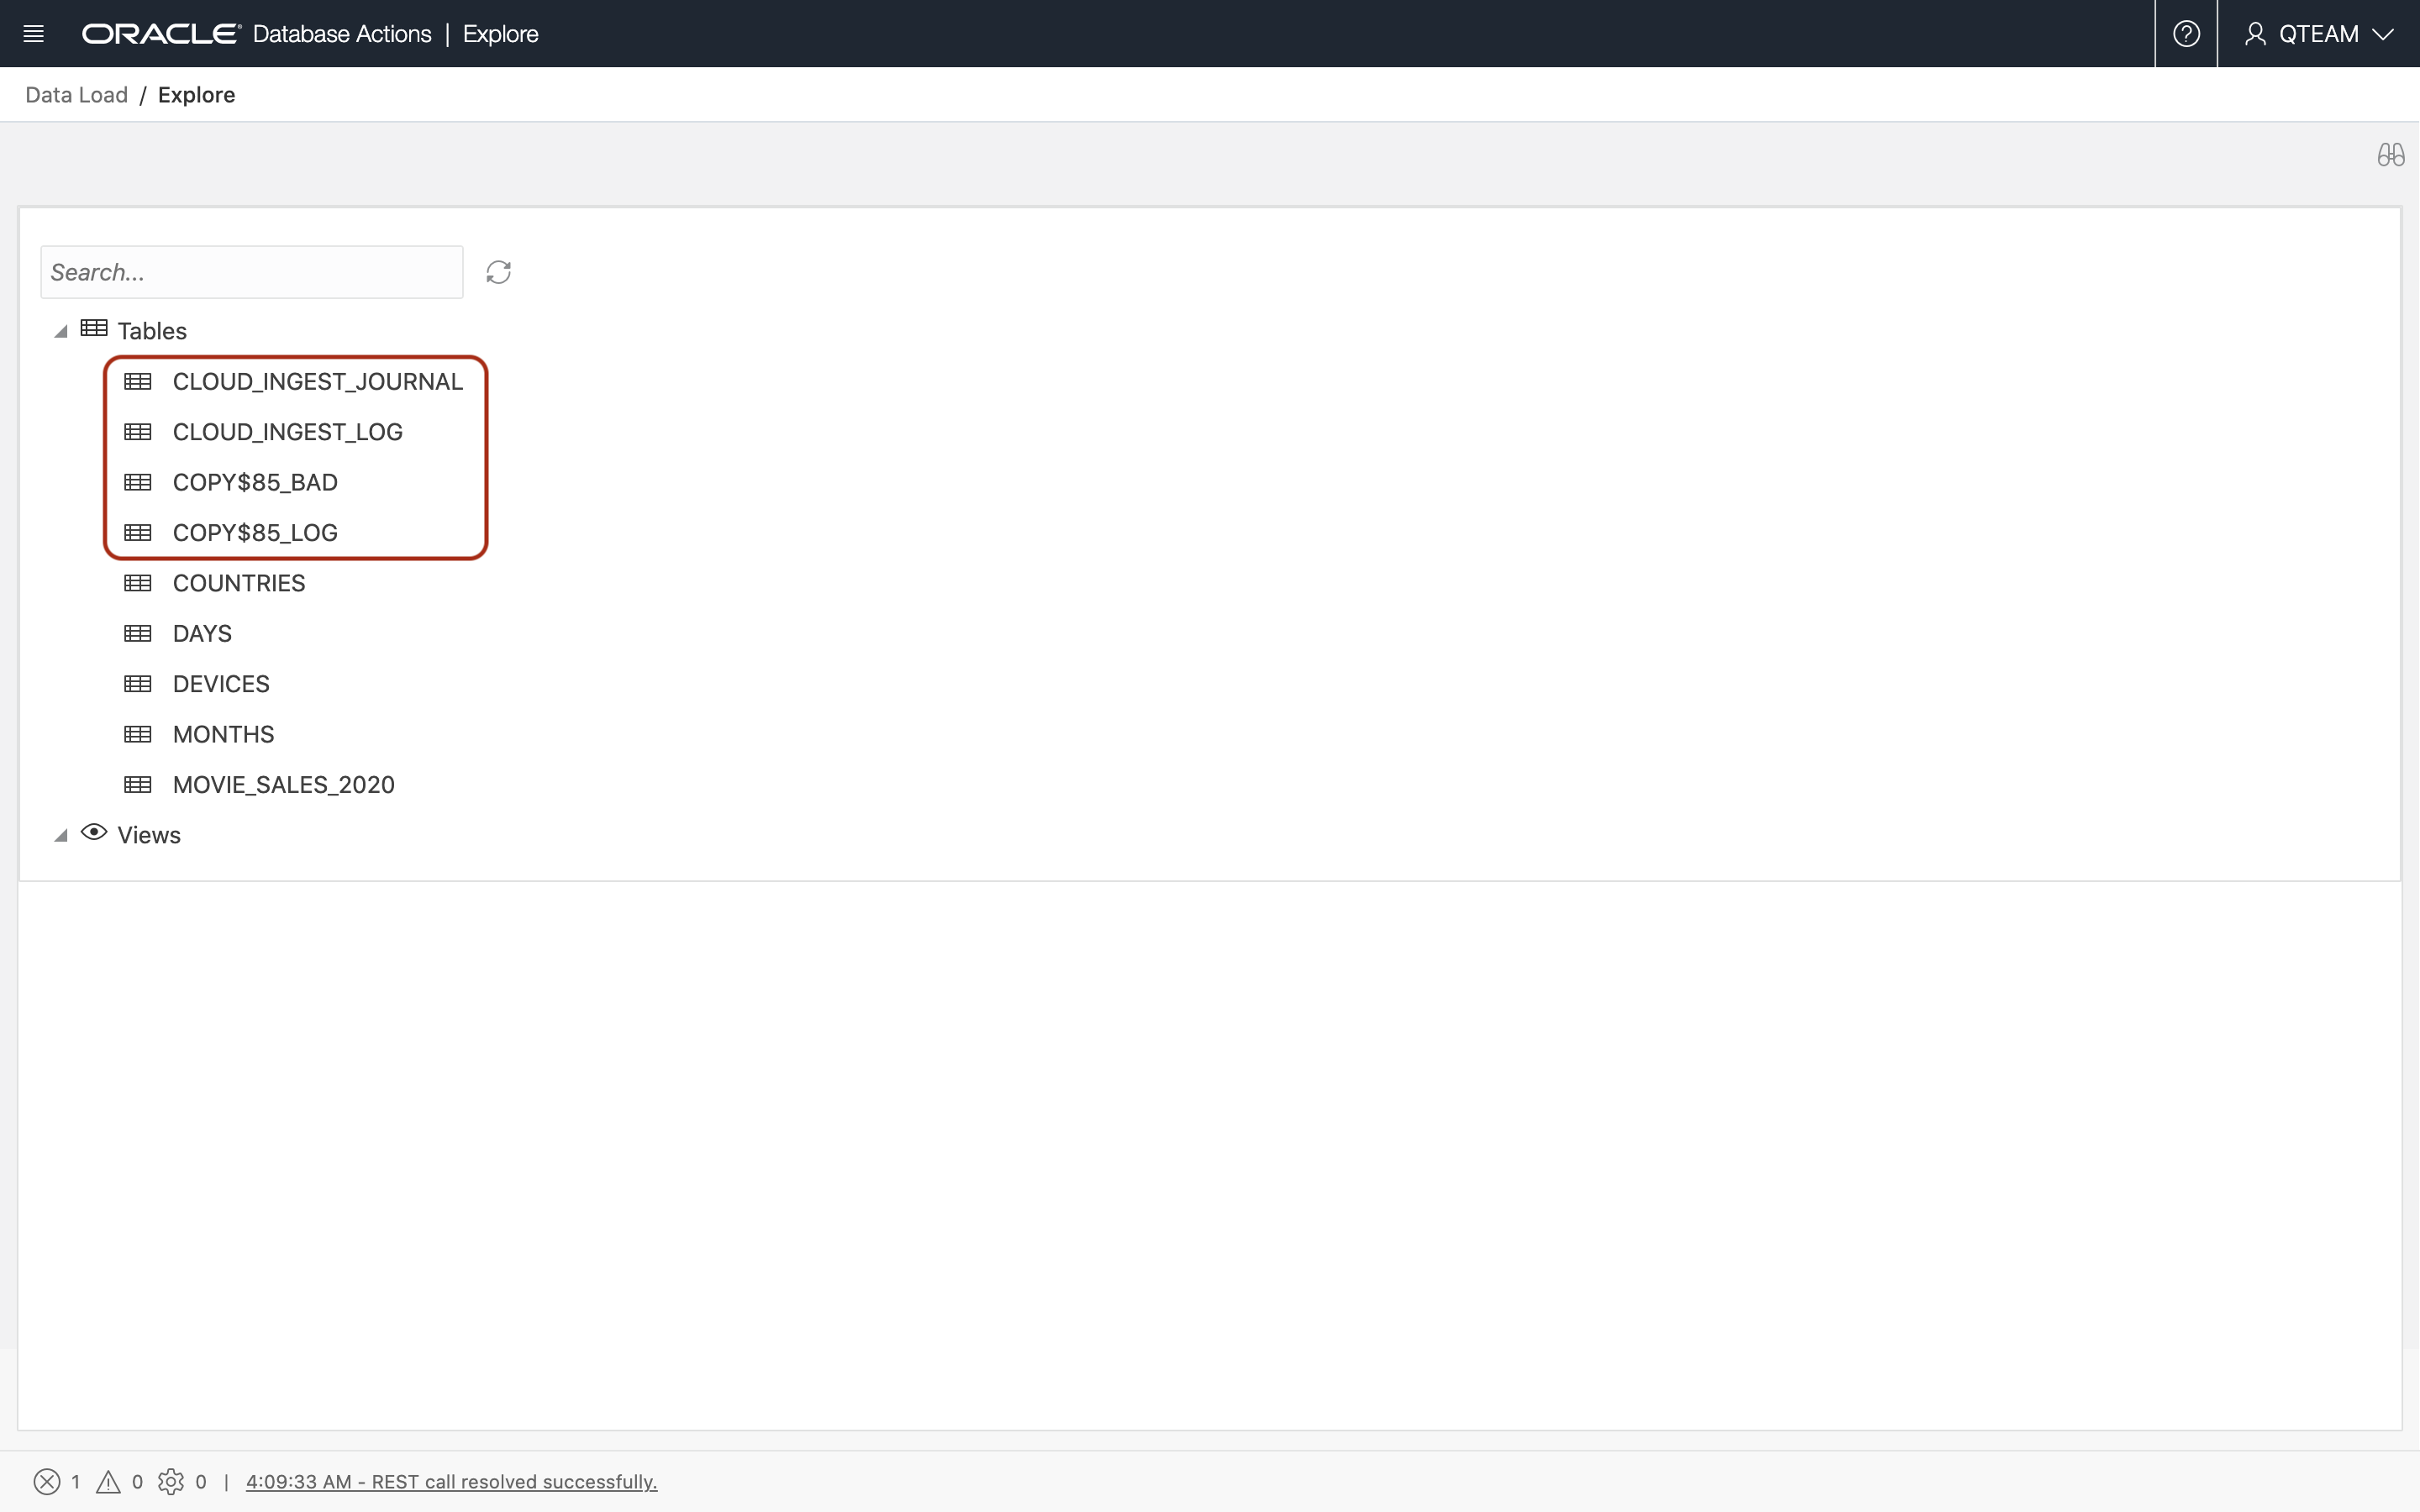 ORACLE Database Actions | Explore
QTEAM
Data Load / Explore
Search...
Tables
CLOUD_INGEST_JOURNAL
CLOUD_INGEST_LOG
COPY$85_BAD
COPY$85_LOG
COUNTRIES
DAYS
DEVICES
MONTHS
MOVIE_SALES_2020
Views
1 0 0 | 4:09:33 AM - REST call resolved successfully.